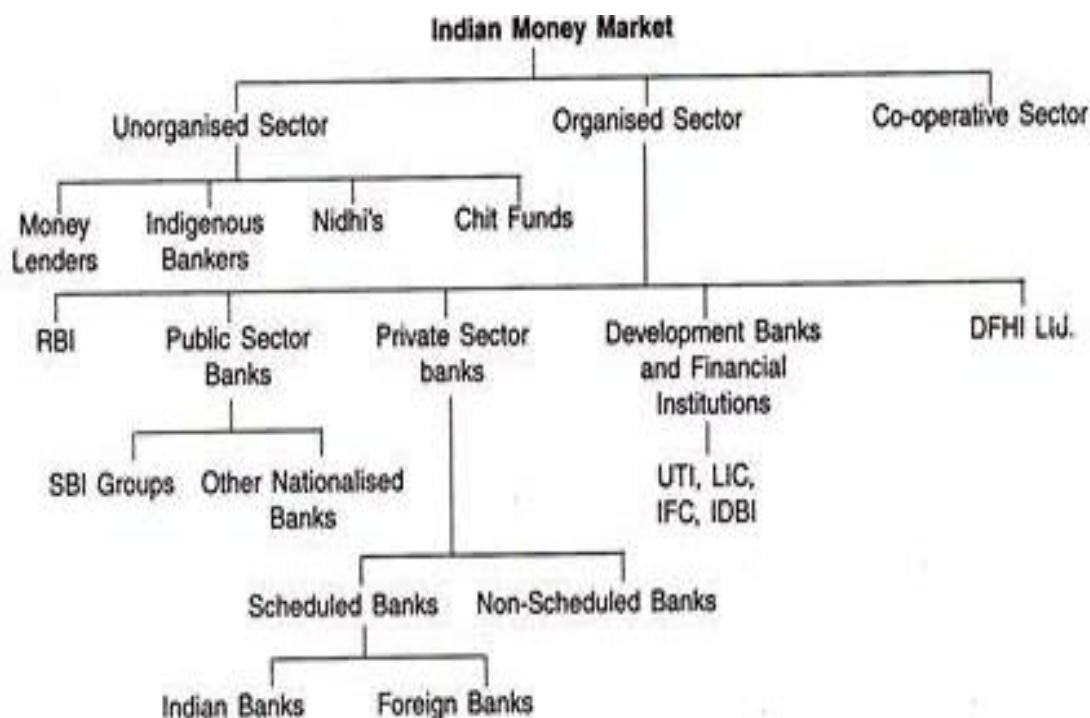 Indian Money Market
Unorganised Sector
Organised Sector
Co-operative Sector
Money
Lenders
Indigenous
Bankers
Nidhi's
Chit Funds
RBI
Public Sector
Banks
Private Sector
banks
Development Banks
and Financial
Institutions
DFHI Ltd.
SBI Groups
Other Nationalised
Banks
UTI, LIC,
IFC, IDBI
Scheduled Banks
Non-Scheduled Banks
Indian Banks
Foreign Banks